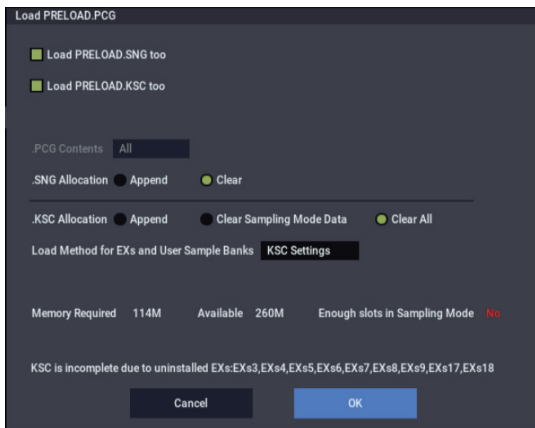 Load PRELOAD.PCG
Load PRELOAD.SNG too
Load PRELOAD.KSC too
.PCG Contents All
.SNG Allocation Append Clear
.KSC Allocation Append Clear Sampling Mode Data Clear All
Load Method for EXs and User Sample Banks KSC Settings
Memory Required 114M Available 260M Enough slots in Sampling Mode No
KSC is incomplete due to uninstalled EXs:EXs3,EXs4,EXs5,EXs6,EXs7,EXs8,EXs9,EXs17,EXs18
Cancel OK